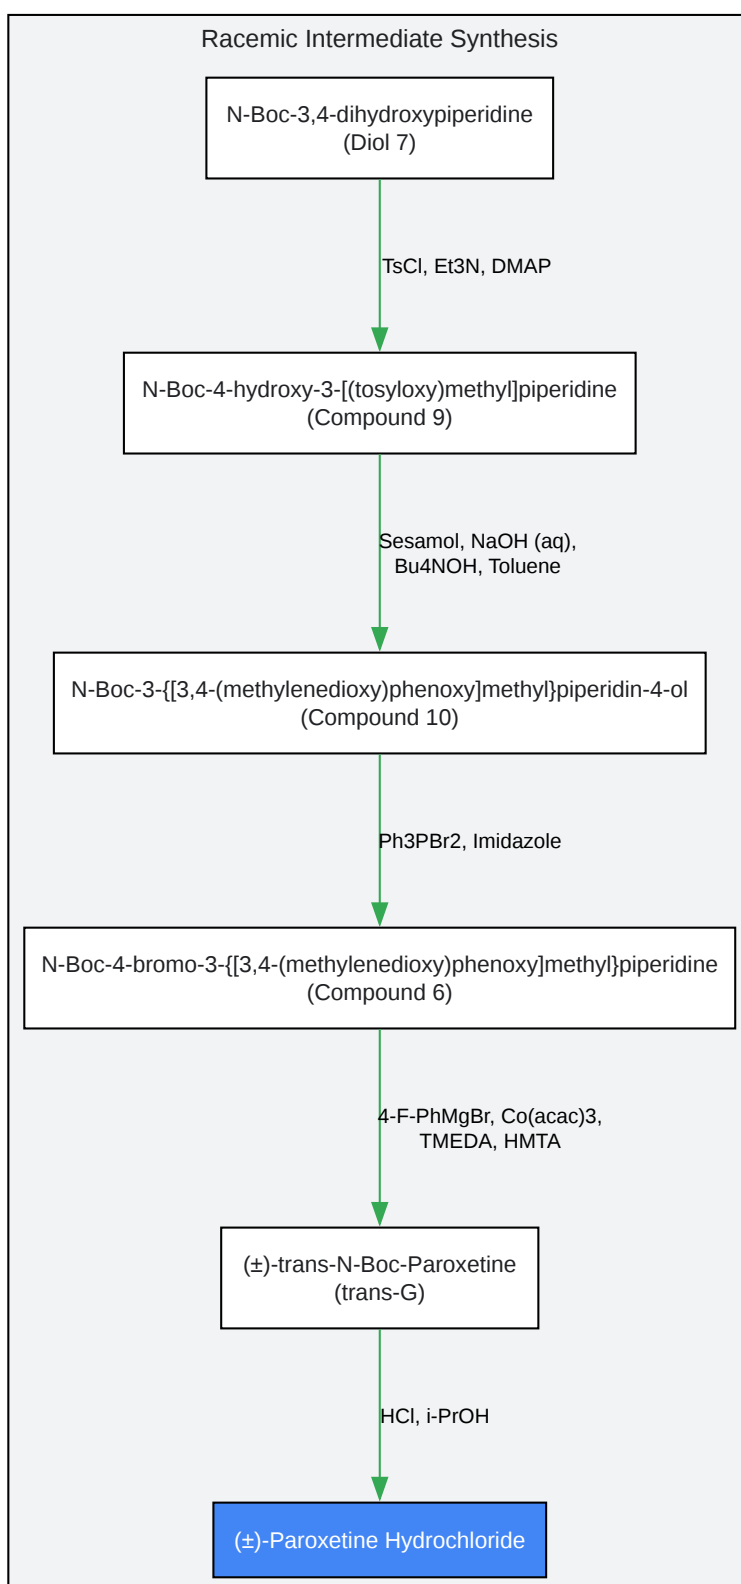 Racemic Intermediate Synthesis
N-Boc-3,4-dihydroxypiperidine
(Diol 7)
TsCl, Et3N, DMAP
N-Boc-4-hydroxy-3-[(tosyloxy)methyl]piperidine
(Compound 9)
Sesamol, NaOH (aq),
Bu4NOH, Toluene
N-Boc-3-{[3,4-(methylenedioxy)phenoxy]methyl}piperidin-4-ol
(Compound 10)
Ph3PBr2, Imidazole
N-Boc-4-bromo-3-{[3,4-(methylenedioxy)phenoxy]methyl}piperidine
(Compound 6)
4-F-PhMgBr, Co(acac)3,
TMEDA, HMTA
(±)-trans-N-Boc-Paroxetine
(trans-G)
HCl, i-PrOH
(±)-Paroxetine Hydrochloride